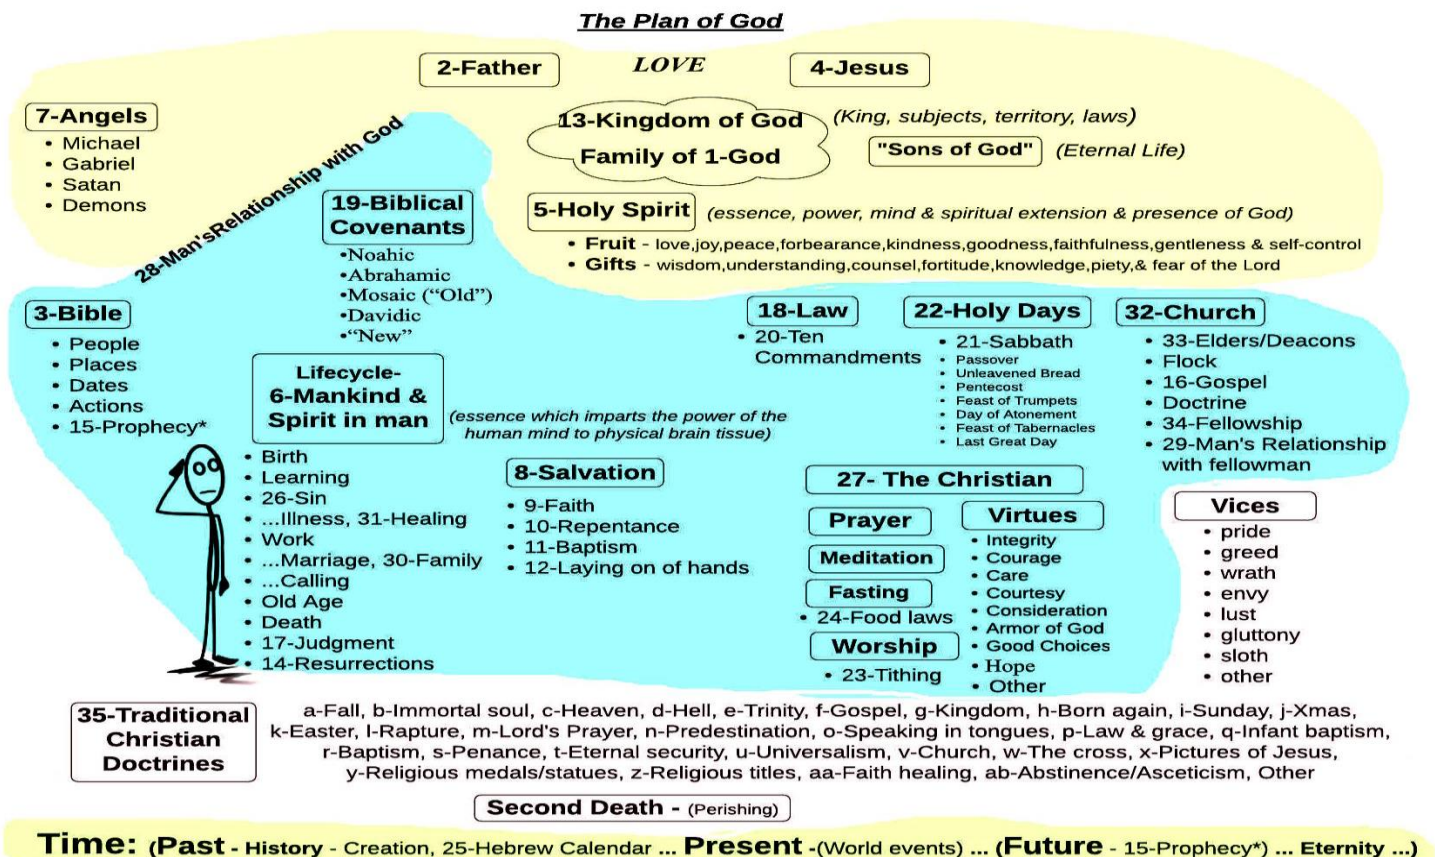 The Plan of God
2-Father
LOVE
4-Jesus
7-Angels
• Michael
• Gabriel
• Satan
• Demons
28-Man'sRelationship with God
13-Kingdom of God
Family of 1-God
(King, subjects, territory, laws)
"Sons of God" (Eternal Life)
5-Holy Spirit (essence, power, mind & spiritual extension & presence of God)
• Fruit - love,joy,peace,forbearance,kindness,goodness,faithfulness,gentleness & self-control
• Gifts - wisdom,understanding,counsel,fortitude,knowledge,piety,& fear of the Lord
19-Biblical
Covenants
•Noahic
•Abrahamic
•Mosaic (“Old”)
•Davidic
•“New”
3-Bible
• People
• Places
• Dates
• Actions
• 15-Prophecy*
Lifecycle-
6-Mankind &
Spirit in man
(essence which imparts the power of the
human mind to physical brain tissue)
• Birth
• Learning
• 26-Sin
• ...Illness, 31-Healing
• Work
• ...Marriage, 30-Family
• ...Calling
• Old Age
• Death
• 17-Judgment
• 14-Resurrections
8-Salvation
• 9-Faith
• 10-Repentance
• 11-Baptism
• 12-Laying on of hands
18-Law
• 20-Ten
Commandments
22-Holy Days
• 21-Sabbath
• Passover
• Unleavened Bread
• Pentecost
• Feast of Trumpets
• Day of Atonement
• Feast of Tabernacles
• Last Great Day
32-Church
• 33-Elders/Deacons
• Flock
• 16-Gospel
• Doctrine
• 34-Fellowship
• 29-Man's Relationship
with fellowman
27- The Christian
Prayer
Meditation
Fasting
• 24-Food laws
Worship
• 23-Tithing
Virtues
• Integrity
• Courage
• Care
• Courtesy
• Consideration
• Armor of God
• Good Choices
• Hope
• Other
Vices
• pride
• greed
• wrath
• envy
• lust
• gluttony
• sloth
• other
35-Traditional
Christian
Doctrines
a-Fall, b-Immortal soul, c-Heaven, d-Hell, e-Trinity, f-Gospel, g-Kingdom, h-Born again, i-Sunday, j-Xmas,
k-Easter, l-Rapture, m-Lord's Prayer, n-Predestination, o-Speaking in tongues, p-Law & grace, q-Infant baptism,
r-Baptism, s-Penance, t-Eternal security, u-Universalism, v-Church, w-The cross, x-Pictures of Jesus,
y-Religious medals/statues, z-Religious titles, aa-Faith healing, ab-Abstinence/Asceticism, Other
Second Death - (Perishing)
Time: (Past - History - Creation, 25-Hebrew Calendar ... Present -(World events) ... (Future - 15-Prophecy*) ... Eternity ...)